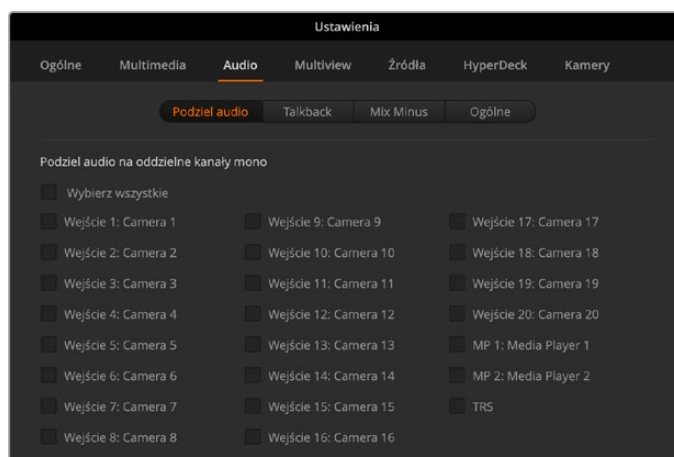 Ustawienia
Ogólne Multimedia Audio Multiview Źródła HyperDeck Kamery
Podziel audio Talkback Mix Minus Ogólne
Podziel audio na oddzielne kanały mono
Wybierz wszystkie
Wejście 1: Camera 1 Wejście 9: Camera 9 Wejście 17: Camera 17
Wejście 2: Camera 2 Wejście 10: Camera 10 Wejście 18: Camera 18
Wejście 3: Camera 3 Wejście 11: Camera 11 Wejście 19: Camera 19
Wejście 4: Camera 4 Wejście 12: Camera 12 Wejście 20: Camera 20
Wejście 5: Camera 5 Wejście 13: Camera 13 MP 1: Media Player 1
Wejście 6: Camera 6 Wejście 14: Camera 14 MP 2: Media Player 2
Wejście 7: Camera 7 Wejście 15: Camera 15 TRS
Wejście 8: Camera 8 Wejście 16: Camera 16